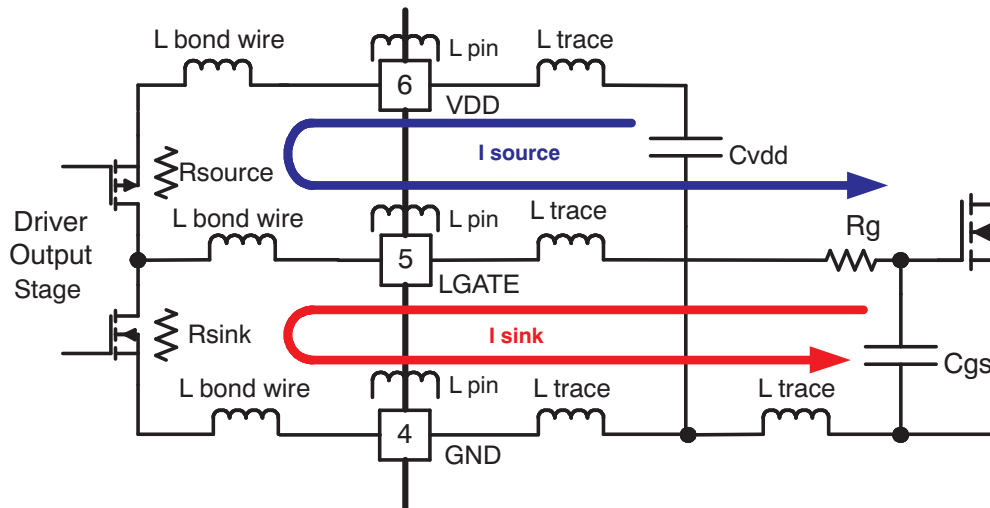 L bond wire
L pin
L trace
6
VDD
I source
Cvdd
Rsource
L bond wire
L pin
L trace
Rg
Driver
Output
Stage
5
LGATE
Rsink
I sink
L bond wire
L pin
L trace
L trace
Cgs
4
GND